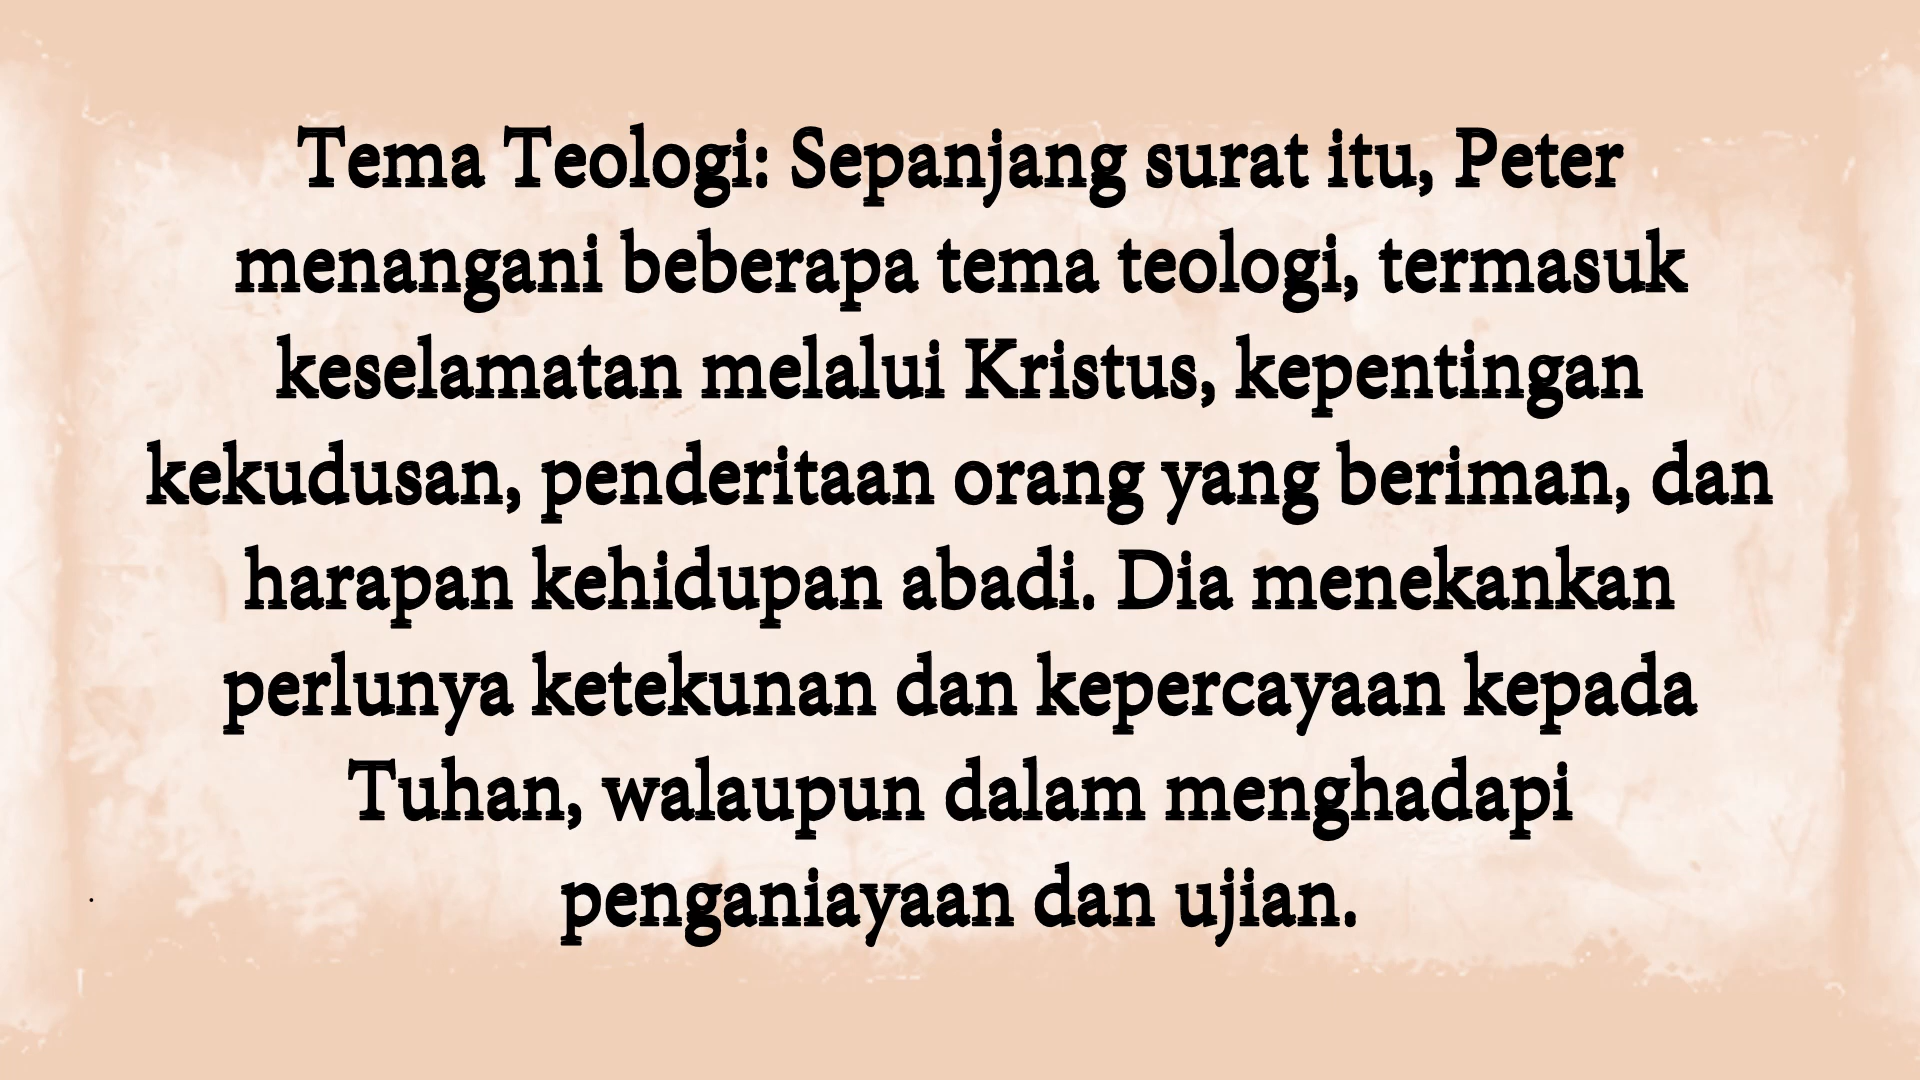 Tema Teologi: Sepanjang surat itu, Peter
menangani beberapa tema teologi, termasuk
keselamatan melalui Kristus, kepentingan
kekudusan, penderitaan orang yang beriman, dan
harapan kehidupan abadi. Dia menekankan
perlunya ketekunan dan kepercayaan kepada
Tuhan, walaupun dalam menghadapi
penganiayaan dan ujian.